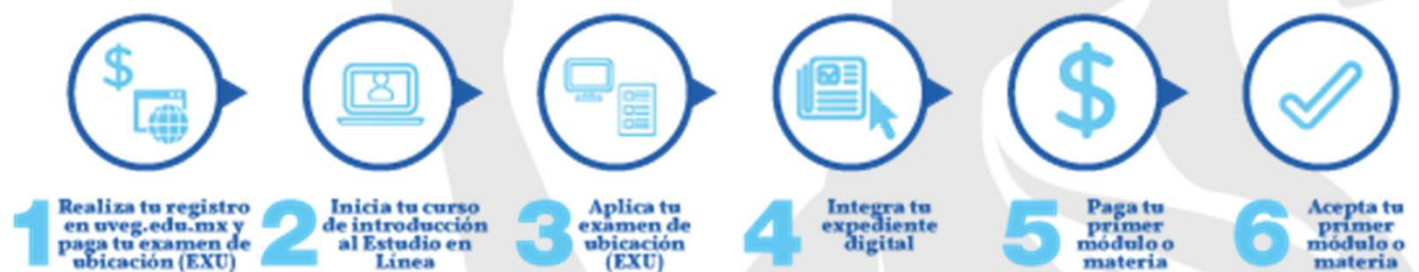 $
$
1
Realiza tu registro
en uveg.edu.mx y
paga tu examen de
ubicación (EXU)
2
Inicia tu curso
de introducción
al Estudio en
Línea
3
Aplica tu
examen de
ubicación
(EXU)
4
Integra tu
expediente
digital
5
Paga tu
primer
módulo o
materia
6
Acepta tu
primer
módulo o
materia